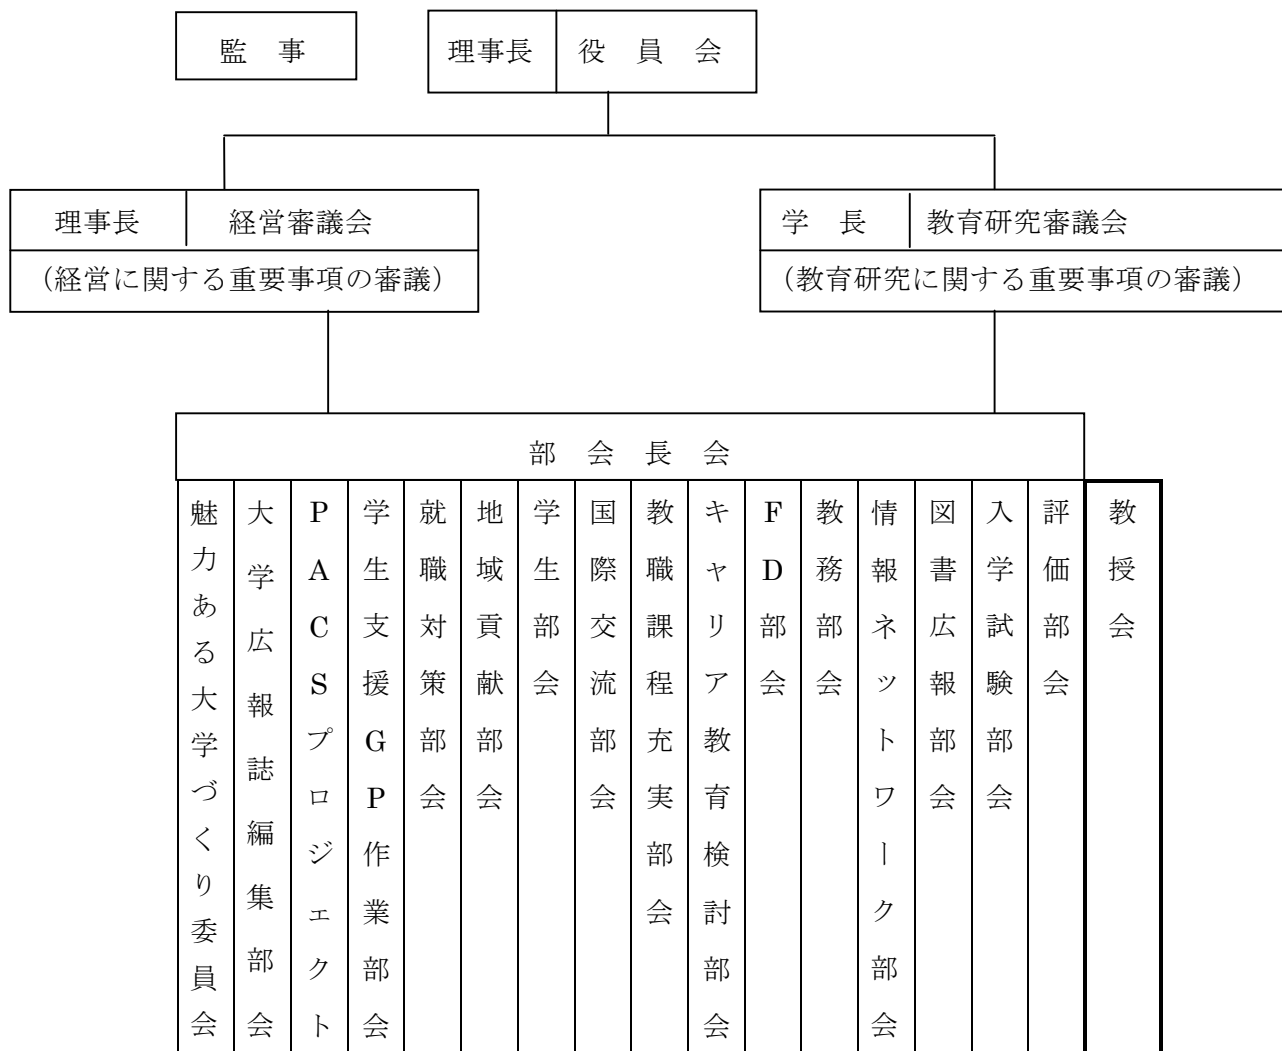 監事
理事長 役員会
理事長 経営審議会
（経営に関する重要事項の審議）
学長 教育研究審議会
（教育研究に関する重要事項の審議）
部会長会
魅力ある大学づくり委員会
大学広報誌編集部会
PACSプロジェクト
学生支援GP作業部会
就職対策部会
地域貢献部会
学生部会
国際交流部会
教職課程充実部会
キャリア教育検討部会
FD部会
教務部会
情報ネットワーク部会
図書広報部会
入学試験部会
評価部会
教授会